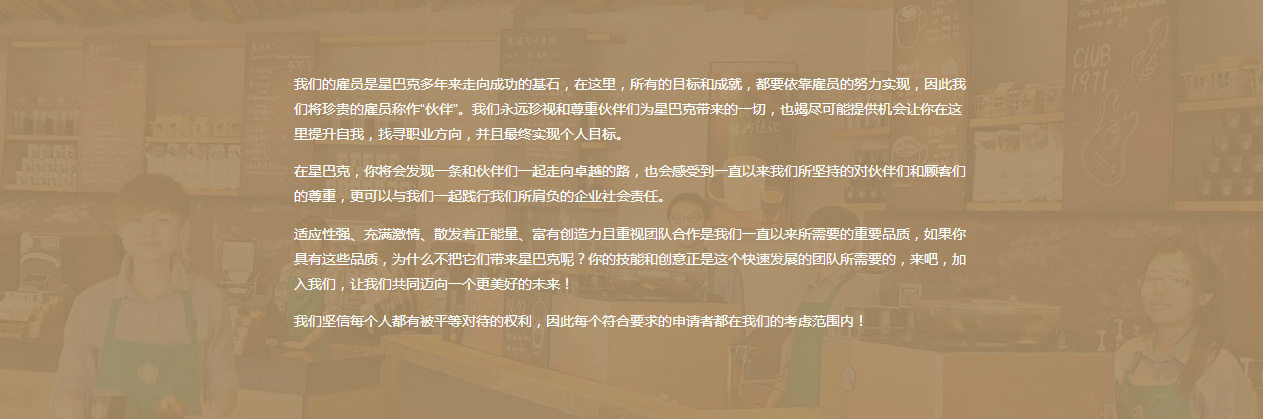 我们的雇员是星巴克多年来走向成功的基石，在这里，所有的目标和成就，都要依靠雇员的努力实现，因此我
们将珍贵的雇员称作“伙伴”。我们永远珍视和尊重伙伴们为星巴克带来的一切，也竭尽可能提供机会让你在这
里提升自我，找寻职业方向，并且最终实现个人目标。
在星巴克，你将会发现一条和伙伴们一起走向卓越的路，也会感受到一直以来我们所坚持的对伙伴们和顾客们
的尊重，更可以与我们一起践行我们所肩负的企业社会责任。
适应性强、充满激情、散发着正能量、富有创造力且重视团队合作是我们一直以来所需要的重要品质，如果你
具有这些品质，为什么不把它们带来星巴克呢？你的技能和创意正是这个快速发展的团队所需要的，来吧，加
入我们，让我们共同迈向一个更美好的未来！
我们坚信每个人都有被平等对待的权利，因此每个符合要求的申请者都在我们的考虑范围内！
CLUB
1971